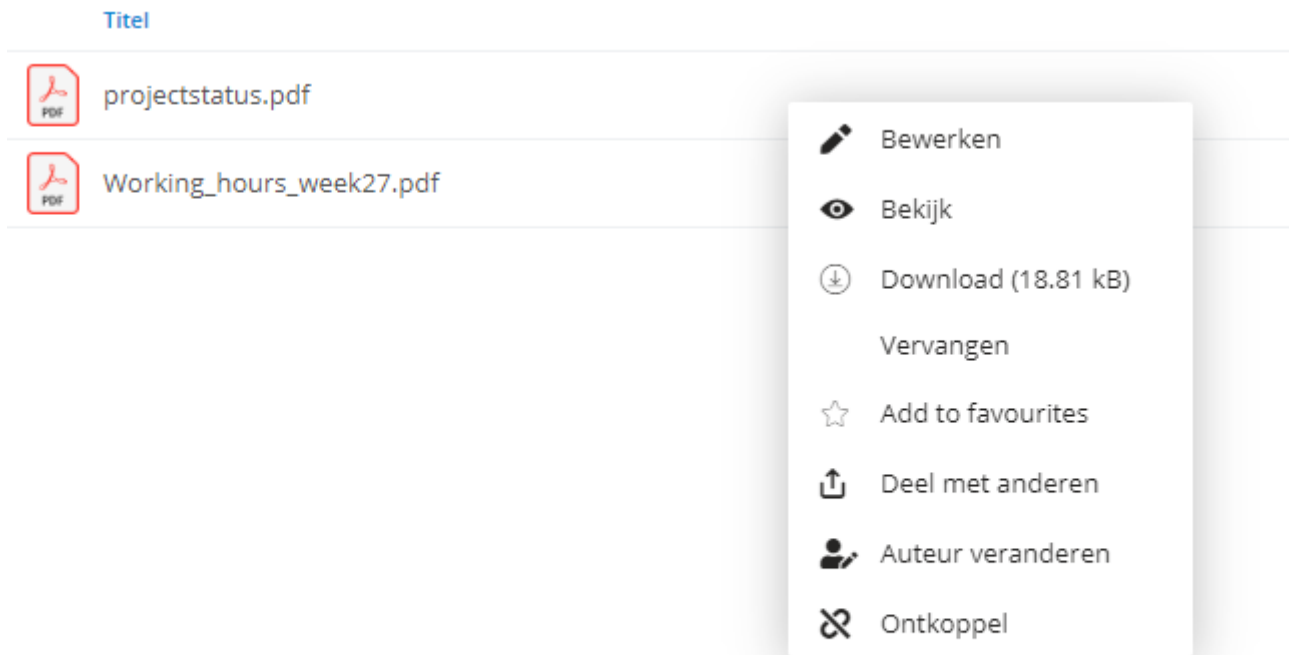 Titel
PDF
projectstatus.pdf
PDF
Working_hours_week27.pdf
Bewerken
Bekijk
Download (18.81 kB)
Vervangen
Add to favourites
Deel met anderen
Auteur veranderen
Ontkoppel